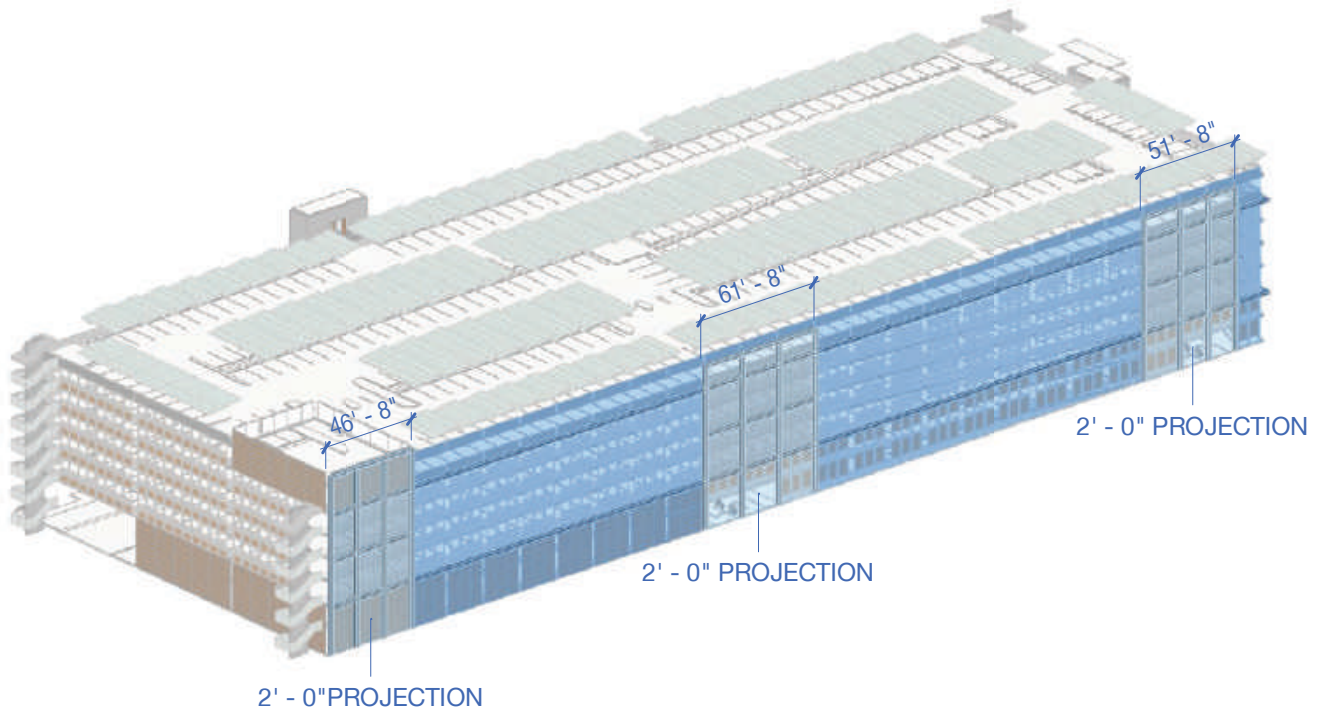 51' - 8"
61' - 8"
46' - 8"
2' - 0" PROJECTION
2' - 0" PROJECTION
2' - 0"PROJECTION